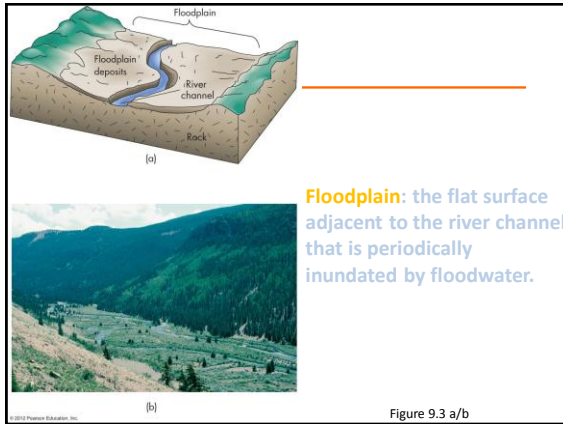 Floodplain
Floodplain
deposits
River
channel
Rock
(a)
Floodplain: the flat surface
adjacent to the river channel
that is periodically
inundated by floodwater.
(b)
© 2012 Pearson Education, Inc.
Figure 9.3 a/b